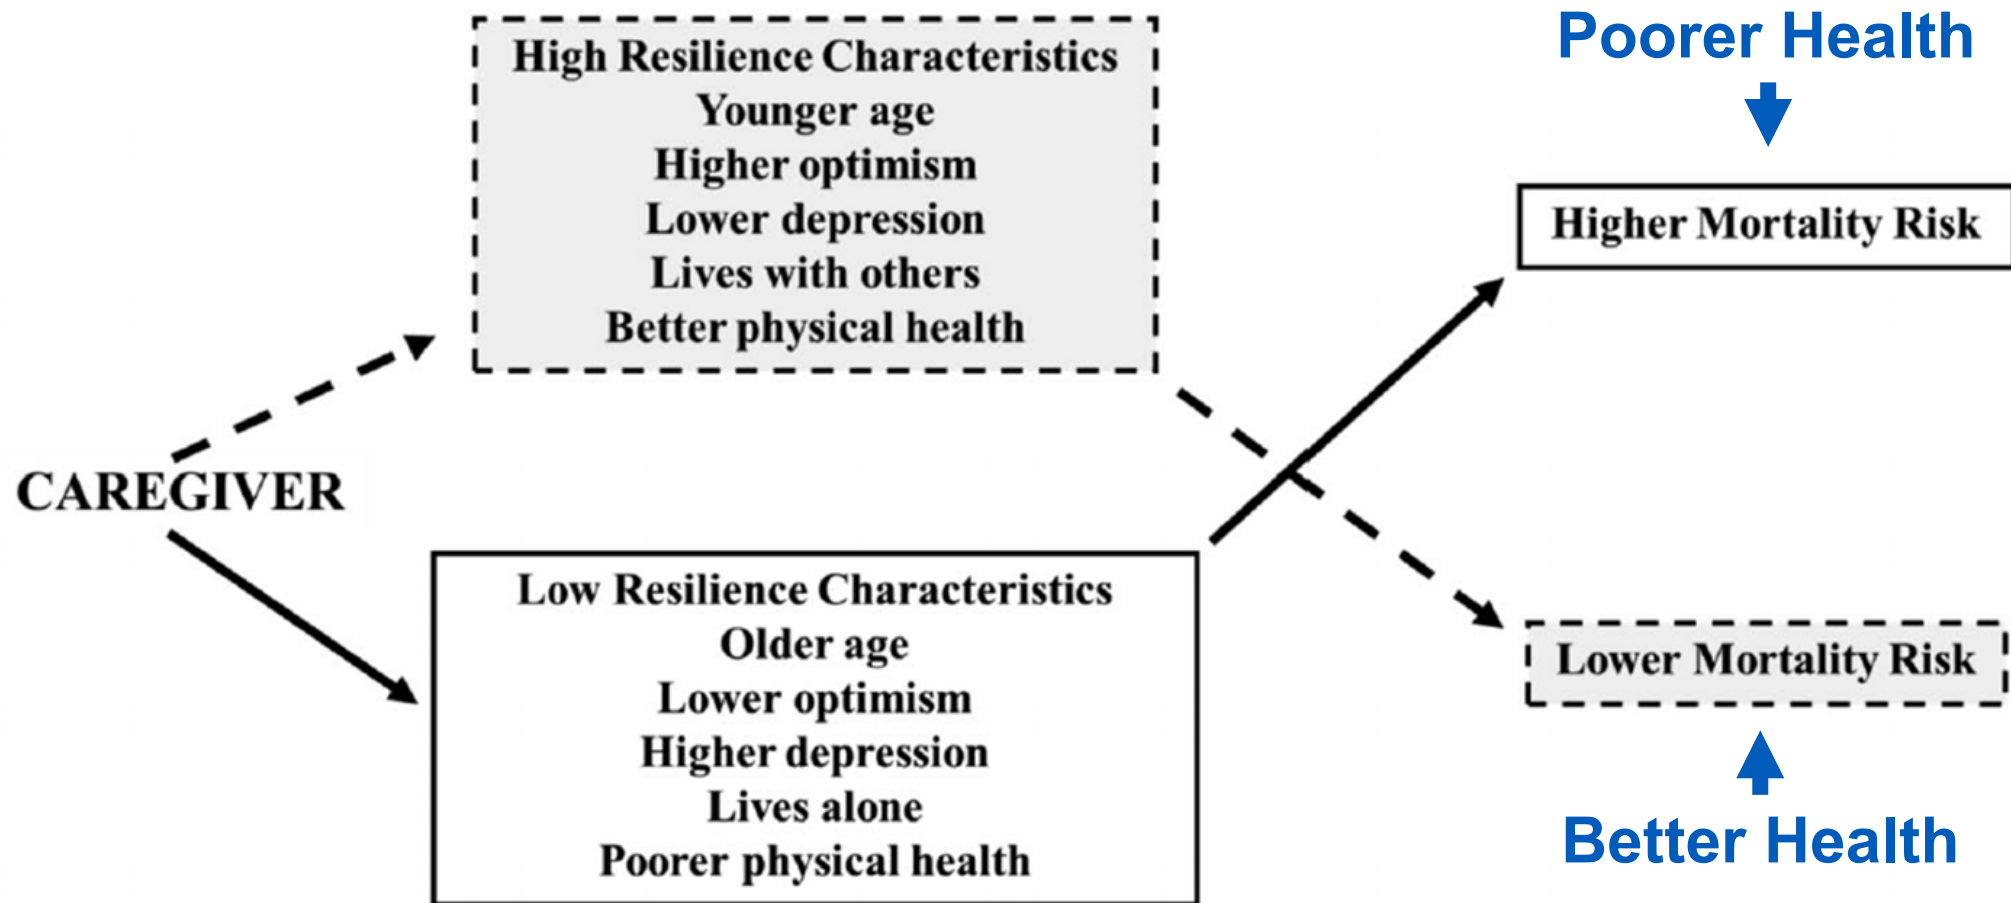 High Resilience Characteristics
Younger age
Higher optimism
Lower depression
Lives with others
Better physical health
CAREGIVER
Low Resilience Characteristics
Older age
Lower optimism
Higher depression
Lives alone
Poorer physical health
Poorer Health
Higher Mortality Risk
Lower Mortality Risk
Better Health